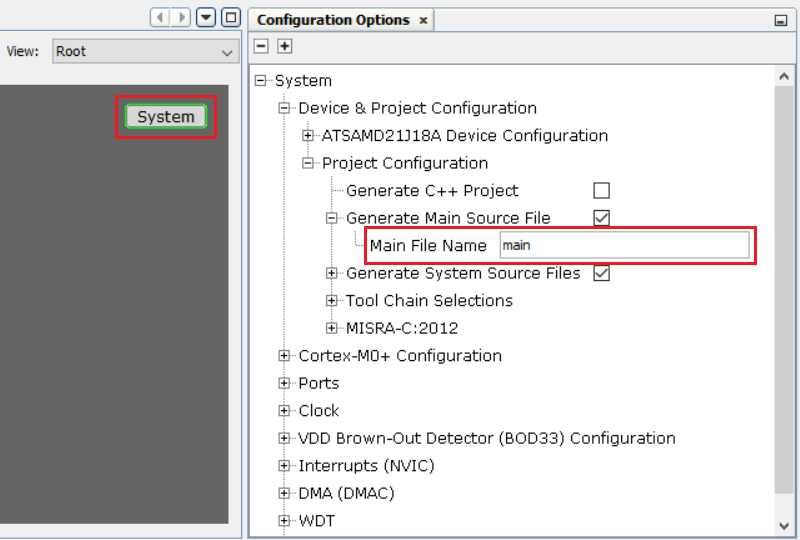 Configuration Options
View: Root
System
System
Device & Project Configuration
ATSAMD21J18A Device Configuration
Project Configuration
Generate C++ Project
Generate Main Source File
Main File Name main
Generate System Source Files
Tool Chain Selections
MISRA-C:2012
Cortex-M0+ Configuration
Ports
Clock
VDD Brown-Out Detector (BOD33) Configuration
Interrupts (NVIC)
DMA (DMAC)
WDT